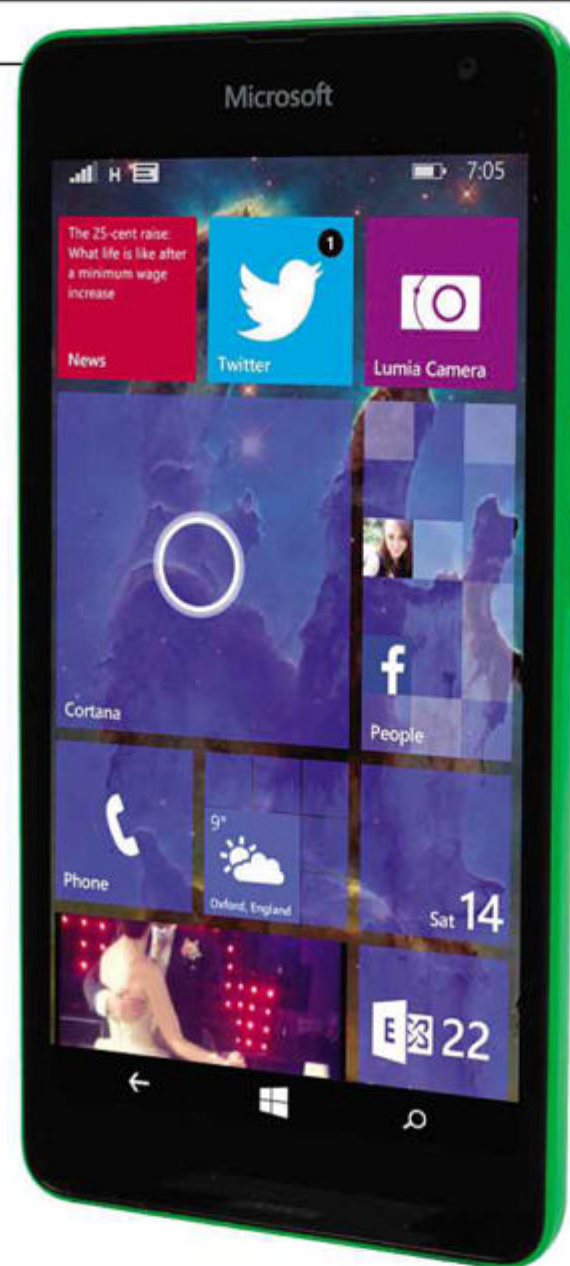 Microsoft
H 7:05
The 25-cent raise:
What life is like after
a minimum wage
increase
News
1
Twitter
Lumia Camera
f
Cortana
People
9°
Phone
Oxford, England
Sat 14
E 22